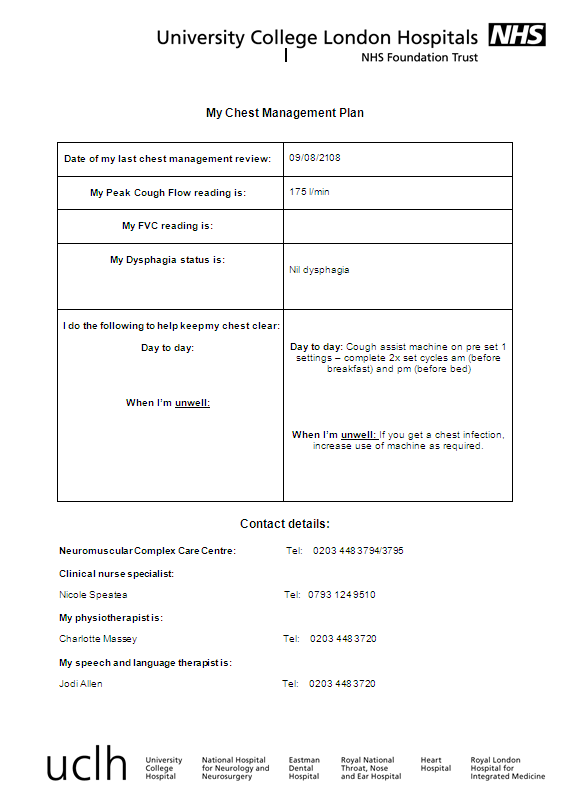 University College London Hospitals NHS
NHS Foundation Trust
My Chest Management Plan
Date of my last chest management review: 09/08/2108
My Peak Cough Flow reading is: 175 l/min
My FVC reading is:
My Dysphagia status is:
Nil dysphagia
I do the following to help keepmy chest clear:
Day to day:
When I'm unwell:
Day to day: Cough assist machine on pre set 1
settings – complete 2x set cycles am (before
breakfast) and pm (before bed)
When I'm unwell: If you get a chest infection,
increase use of machine as required.
Contact details:
Neuromuscular Complex Care Centre: Tel: 0203 448 3794/3795
Clinical nurse specialist:
Nicole Speatea Tel: 0793 124 9510
My physiotherapist is:
Charlotte Massey Tel: 0203 448 3720
My speech and language therapist is:
Jodi Allen Tel: 0203 448 3720
uclh
University
College
Hospital
National Hospital
for Neurology and
Neurosurgery
Eastman
Dental
Hospital
Royal National
Throat, Nose
and Ear Hospital
Heart
Hospital
Royal London
Hospital for
Integrated Medicine